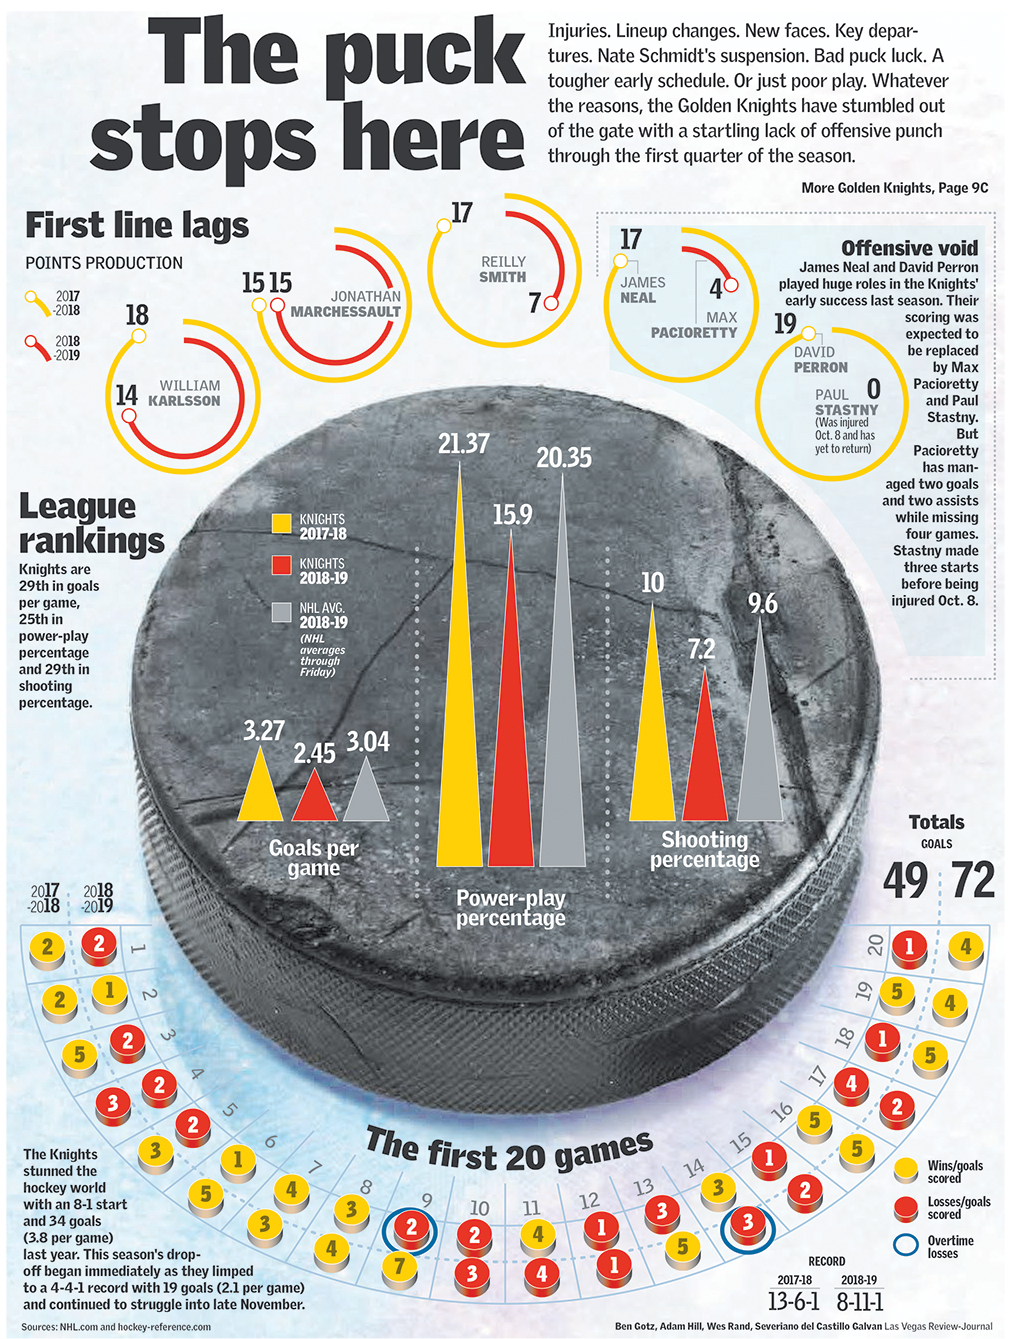 The puck
stops here
Injuries. Lineup changes. New faces. Key depar-
tures. Nate Schmidt's suspension. Bad puck luck. A
tougher early schedule. Or just poor play. Whatever
the reasons, the Golden Knights have stumbled out
of the gate with a startling lack of offensive punch
through the first quarter of the season.
More Golden Knights, Page 9C
First line lags
POINTS PRODUCTION
2017
-2018
2018
-2019
18
14
WILLIAM
KARLSSON
15 15
JONATHAN
MARCHESSAULT
17
REILLY
SMITH
7
17
JAMES
NEAL
4
MAX
PACIORETTY
19
DAVID
PERRON
PAUL 0
STASTNY
(Was injured
Oct. 8 and has
yet to return)
Offensive void
James Neal and David Perron
played huge roles in the Knights'
early success last season. Their
scoring was
expected to
be replaced
by Max
Pacioretty
and Paul
Stastny.
But
Pacioretty
has man-
aged two goals
and two assists
while missing
four games.
Stastny made
three starts
before being
injured Oct. 8.
League
rankings
Knights are
29th in goals
per game,
25th in
power-play
percentage
and 29th in
shooting
percentage.
KNIGHTS
2017-18
KNIGHTS
2018-19
NHL AVG.
2018-19
(NHL
averages
through
Friday)
3.27
2.45
3.04
Goals per
game
21.37
15.9
20.35
Power-play
percentage
10
7.2
9.6
Shooting
percentage
Totals
GOALS
49 72
2017
-2018
2018
-2019
2 2 1
2 1 2
5 2 3
3 2 4
3 2 5
5 1 6
3 4 7
4 3 8
7 2 9
3 2 10
4 4 11
1 1 12
5 3 13
3 3 14
2 1 15
5 5 16
2 4 17
5 1 18
4 5 19
4 1 20
The first 20 games
The Knights
stunned the
hockey world
with an 8-1 start
and 34 goals
(3.8 per game)
last year. This season's drop-
off began immediately as they limped
to a 4-4-1 record with 19 goals (2.1 per game)
and continued to struggle into late November.
Wins/goals
scored
Losses/goals
scored
Overtime
losses
RECORD
2017-18 2018-19
13-6-1 8-11-1
Sources: NHL.com and hockey-reference.com
Ben Gotz, Adam Hill, Wes Rand, Severiano del Castillo Galvan Las Vegas Review-Journal